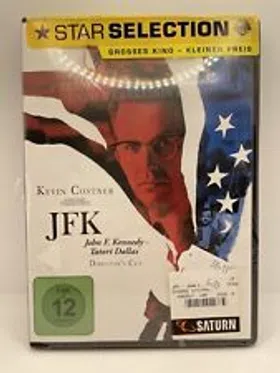 STAR SELECTION
GROSSES KINO – KLEINER PREIS
KEVIN COSTNER
JFK
John F. Kennedy –
Tatort Dallas
DIRECTOR'S CUT
12
SATURN